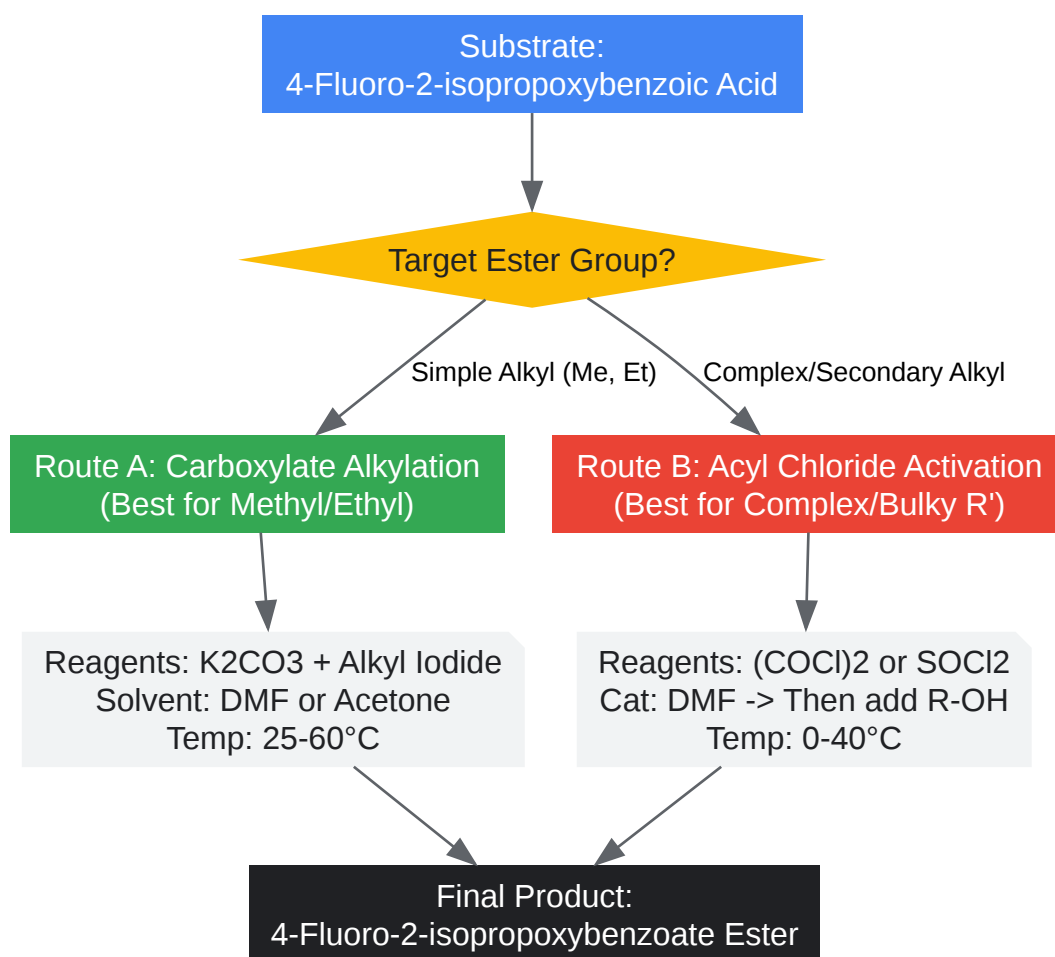 Substrate:
4-Fluoro-2-isopropoxybenzoic Acid
Target Ester Group?
Simple Alkyl (Me, Et)
Complex/Secondary Alkyl
Route A: Carboxylate Alkylation
(Best for Methyl/Ethyl)
Route B: Acyl Chloride Activation
(Best for Complex/Bulky R')
Reagents: K2CO3 + Alkyl Iodide
Solvent: DMF or Acetone
Temp: 25-60°C
Reagents: (COCl)2 or SOCl2
Cat: DMF -> Then add R-OH
Temp: 0-40°C
Final Product:
4-Fluoro-2-isopropoxybenzoate Ester